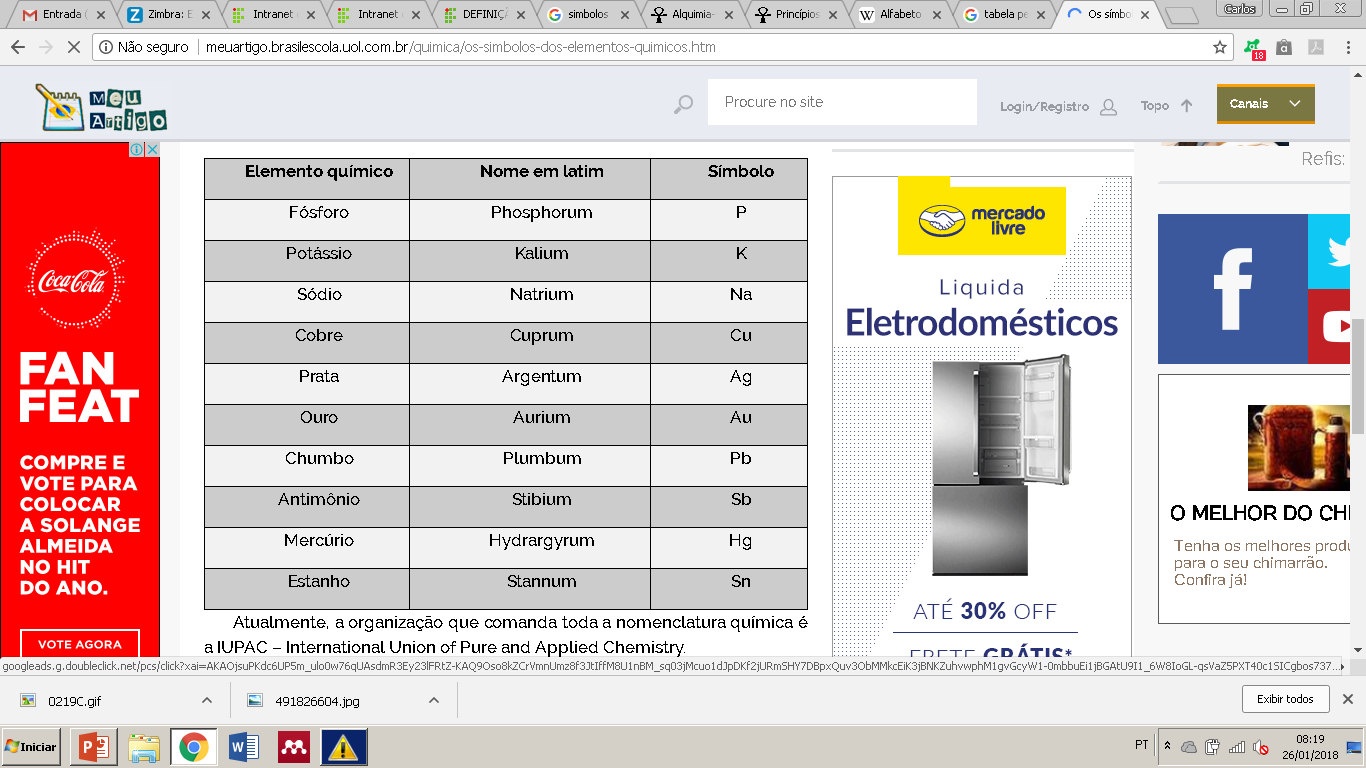 Entrada (
Zimbra: E
Intranet
Intranet
DEFINIÇÃ
simbolos
Alquimia-
Princípios
Alfabeto
tabela pe
Os símbo
Carlos
Não seguro
meuartigo.brasilescola.uol.com.br/quimica/os-simbolos-dos-elementos-quimicos.htm
18
Meu Artigo
Procure no site
Login/Registro
Topo
Canais
Coca-Cola
FAN
FEAT
COMPRE E
VOTE PARA
COLOCAR
A SOLANGE
ALMEIDA
NO HIT
DO ANO.
VOTE AGORA
Elemento químico Nome em latim Símbolo
Fósforo Phosphorum P
Potássio Kalium K
Sódio Natrium Na
Cobre Cuprum Cu
Prata Argentum Ag
Ouro Aurium Au
Chumbo Plumbum Pb
Antimônio Stibium Sb
Mercúrio Hydrargyrum Hg
Estanho Stannum Sn
Atualmente, a organização que comanda toda a nomenclatura química é
a IUPAC – International Union of Pure and Applied Chemistry.
mercado
livre
Liquida
Eletrodomésticos
ATÉ 30% OFF
FRETE GRÁTIS*
Refis:
O MELHOR DO CHI
Tenha os melhores produ
para o seu chimarrão.
Confira já!
0219C.gif
491826604.jpg
Exibir todos
Iniciar
PT
08:19
26/01/2018